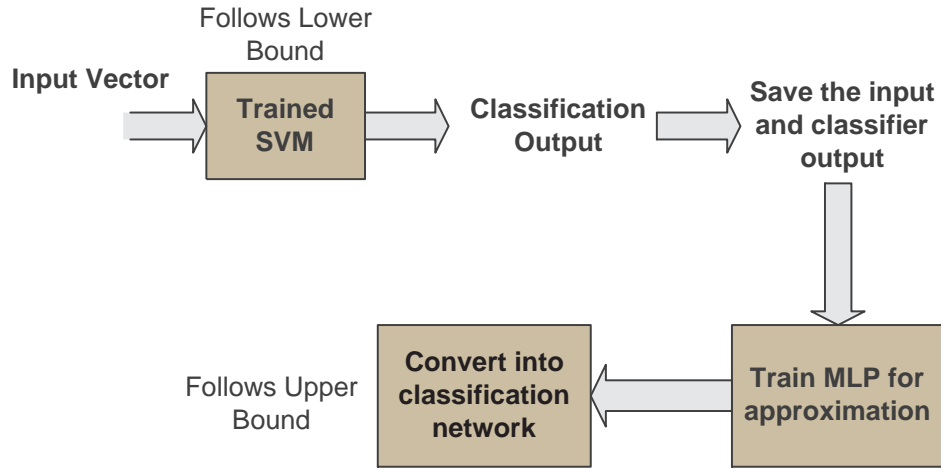 Follows Lower
Bound
Input Vector
Trained
SVM
Classification
Output
Save the input
and classifier
output
Train MLP for
approximation
Convert into
classification
network
Follows Upper
Bound